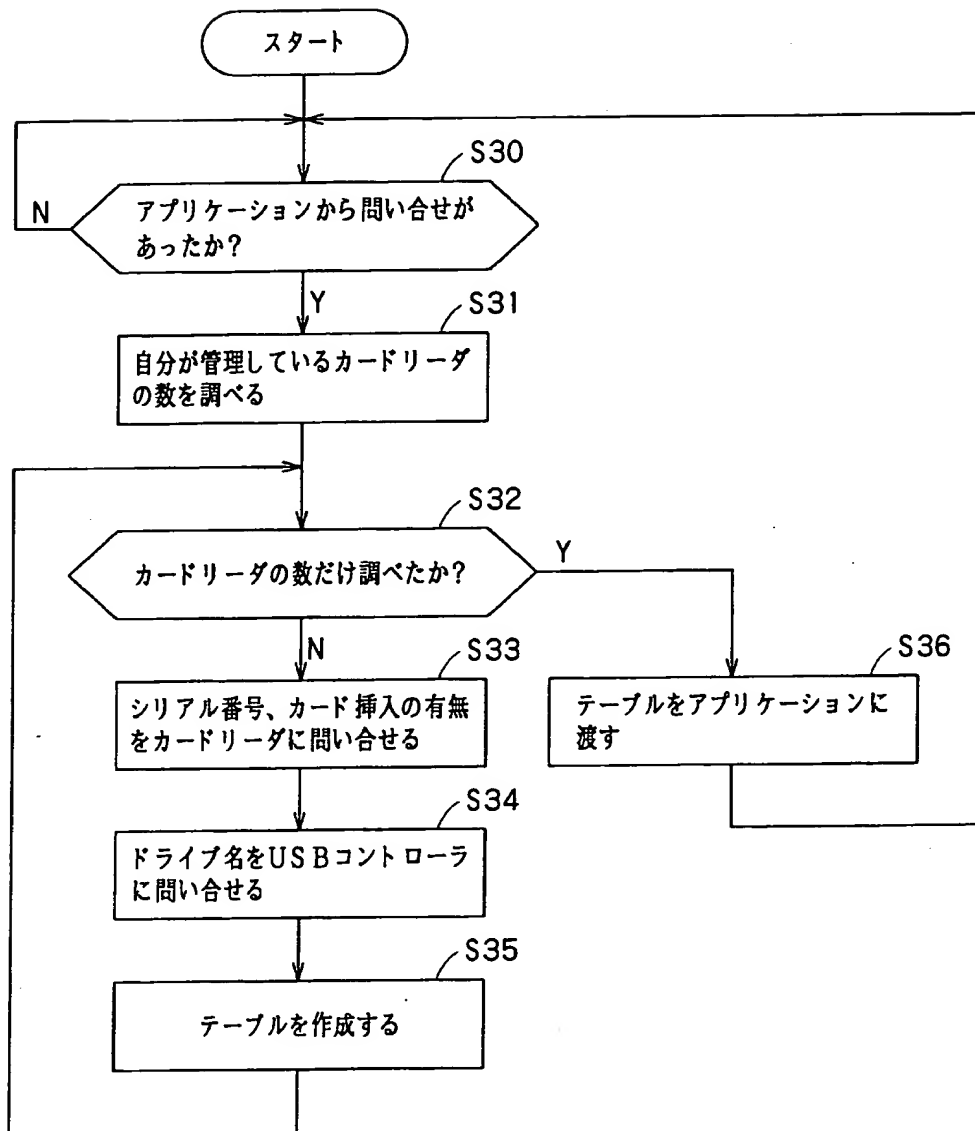 スタート
S30
アプリケーションから問い合せが
あったか?
N
Y
S31
自分が管理しているカードリーダ
の数を調べる
S32
カードリーダの数だけ調べたか?
Y
N
S33
シリアル番号、カード挿入の有無
をカードリーダに問い合せる
S36
テーブルをアプリケーションに
渡す
S34
ドライブ名をUSBコントローラ
に問い合せる
S35
テーブルを作成する